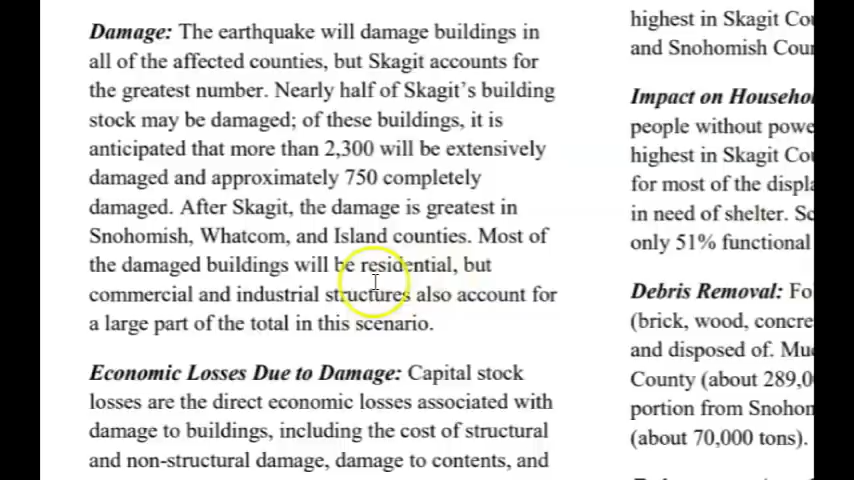 Damage: The earthquake will damage buildings in
all of the affected counties, but Skagit accounts for
the greatest number. Nearly half of Skagit's building
stock may be damaged; of these buildings, it is
anticipated that more than 2,300 will be extensively
damaged and approximately 750 completely
damaged. After Skagit, the damage is greatest in
Snohomish, Whatcom, and Island counties. Most of
the damaged buildings will be residential, but
commercial and industrial structures also account for
a large part of the total in this scenario.
Economic Losses Due to Damage: Capital stock
losses are the direct economic losses associated with
damage to buildings, including the cost of structural
and non-structural damage, damage to contents, and
highest in Skagit Cou
and Snohomish Coun
Impact on Househol
people without powe
highest in Skagit Cou
for most of the displa
in need of shelter. Sc
only 51% functional
Debris Removal: Fo
(brick, wood, concre
and disposed of. Muc
County (about 289,0
portion from Snohom
(about 70,000 tons).